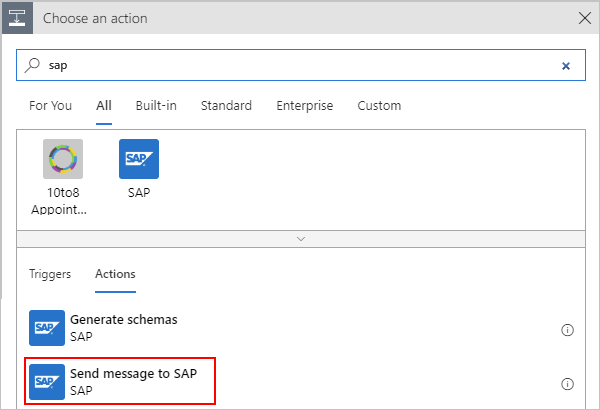 Choose an action
sap
For You All Built-in Standard Enterprise Custom
SAP
10to8
Appoint...
SAP
Triggers Actions
SAP
Generate schemas
SAP
SAP
Send message to SAP
SAP